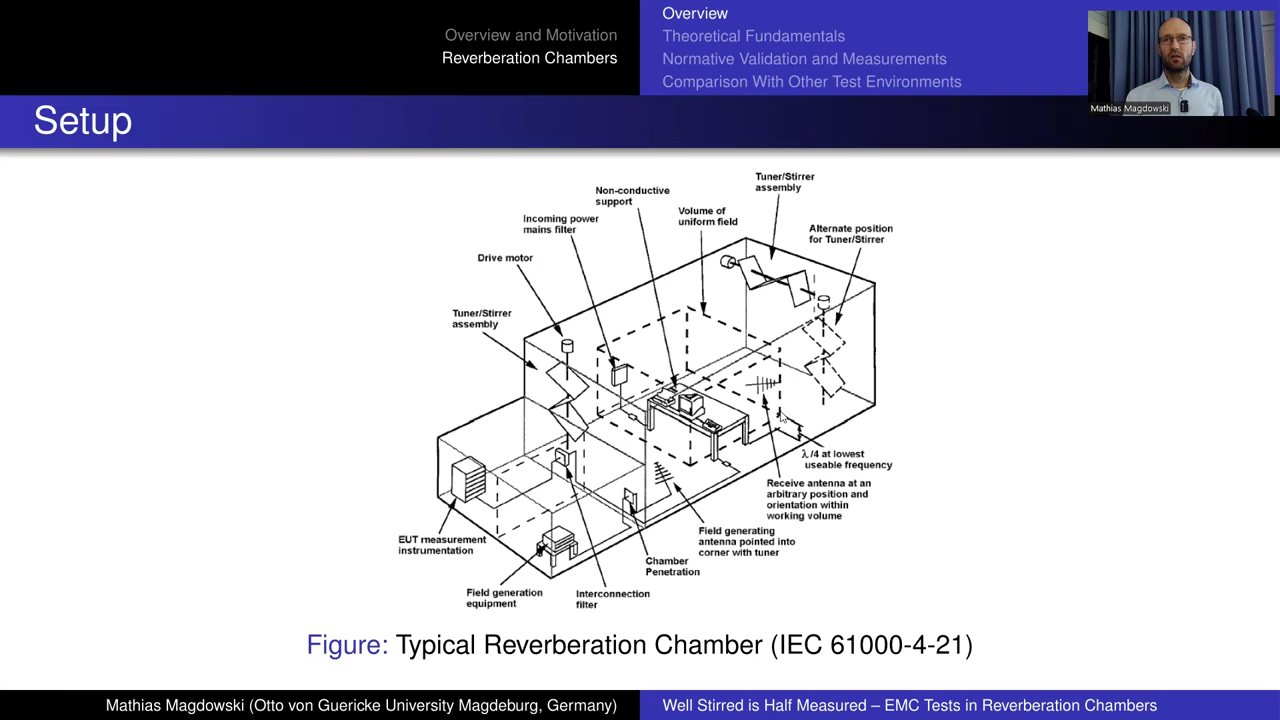 Overview and Motivation
Reverberation Chambers
Overview
Theoretical Fundamentals
Normative Validation and Measurements
Comparison With Other Test Environments
Mathias Magdowski
Setup
Tuner/Stirrer
assembly
Non-conductive
support
Volume of
uniform field
Incoming power
mains filter
Alternate position
for Tuner/Stirrer
Drive motor
Tuner/Stirrer
assembly
λ/4 at lowest
useable frequency
Receive antenna at an
arbitrary position and
orientation within
working volume
Field generating
antenna pointed into
corner with tuner
EUT measurement
instrumentation
Chamber
Penetration
Field generation
equipment
Interconnection
filter
Figure: Typical Reverberation Chamber (IEC 61000-4-21)
Mathias Magdowski (Otto von Guericke University Magdeburg, Germany)
Well Stirred is Half Measured – EMC Tests in Reverberation Chambers